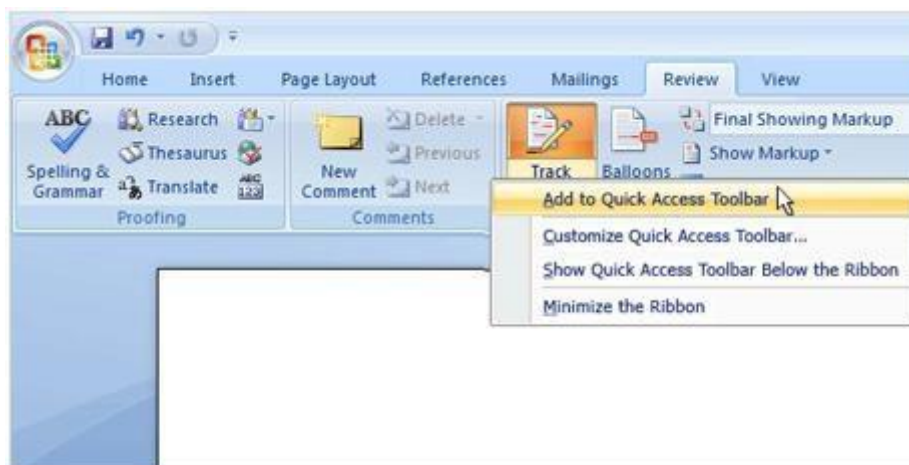 Home Insert Page Layout References Mailings Review View
ABC Research Delete Final Showing Markup
Thesaurus Previous Show Markup
Spelling & Grammar Translate ABC 123 New Comment Next Track Balloons
Proofing Comments
Add to Quick Access Toolbar
Customize Quick Access Toolbar...
Show Quick Access Toolbar Below the Ribbon
Minimize the Ribbon